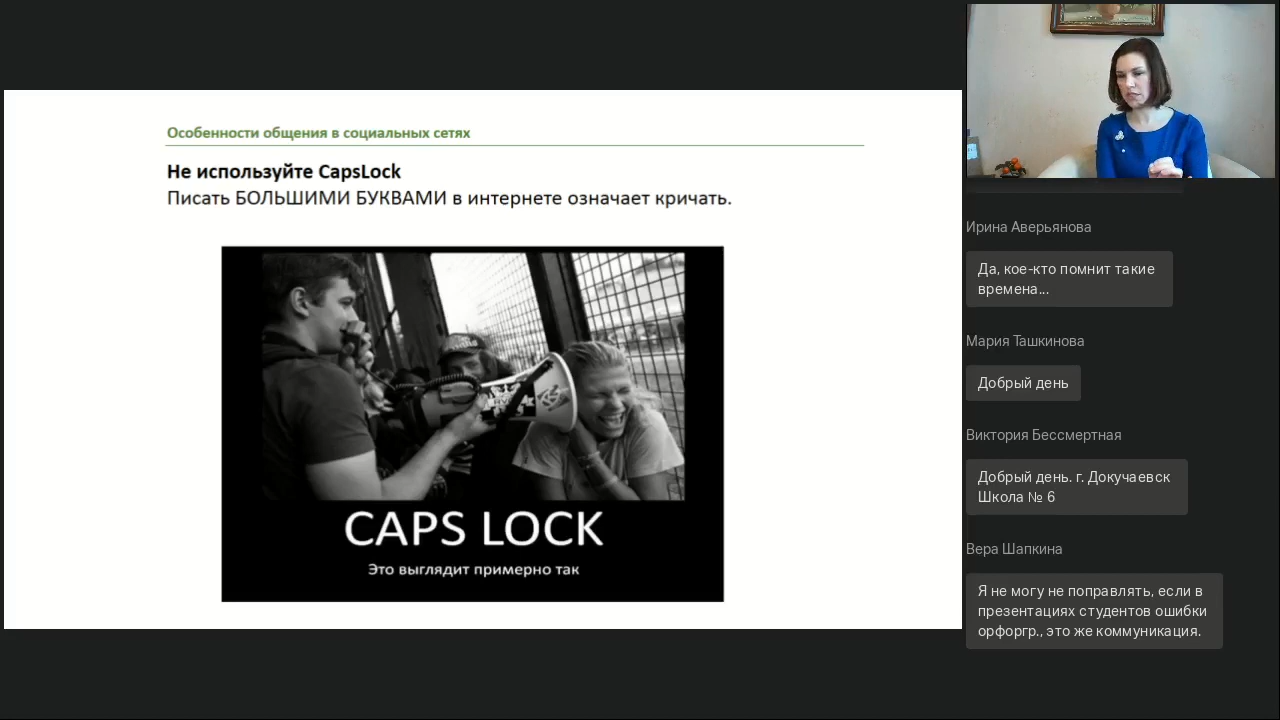 Особенности общения в социальных сетях
Не используйте CapsLock
Писать БОЛЬШИМИ БУКВАМИ в интернете означает кричать.
CAPS LOCK
Это выглядит примерно так
Ирина Аверьянова
Да, кое-кто помнит такие
времена...
Мария Ташкинова
Добрый день
Виктория Бессмертная
Добрый день. г. Докучаевск
Школа № 6
Вера Шапкина
Я не могу не поправлять, если в
презентациях студентов ошибки
орфоргр., это же коммуникация.